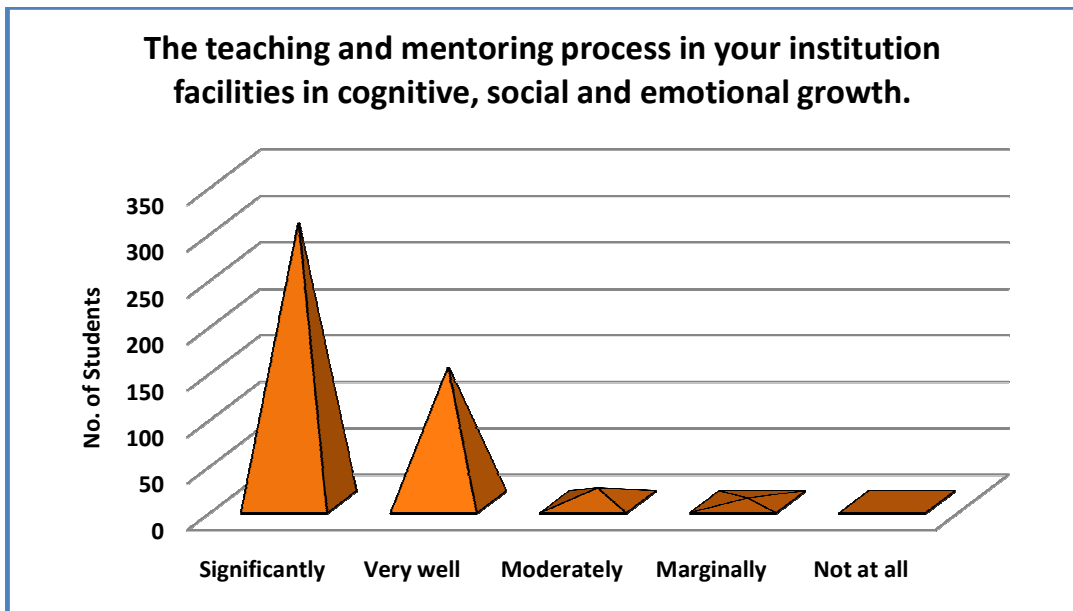 The teaching and mentoring process in your institution
facilities in cognitive, social and emotional growth.
350
300
250
200
150
100
50
0
No. of Students
Significantly
Very well
Moderately
Marginally
Not at all